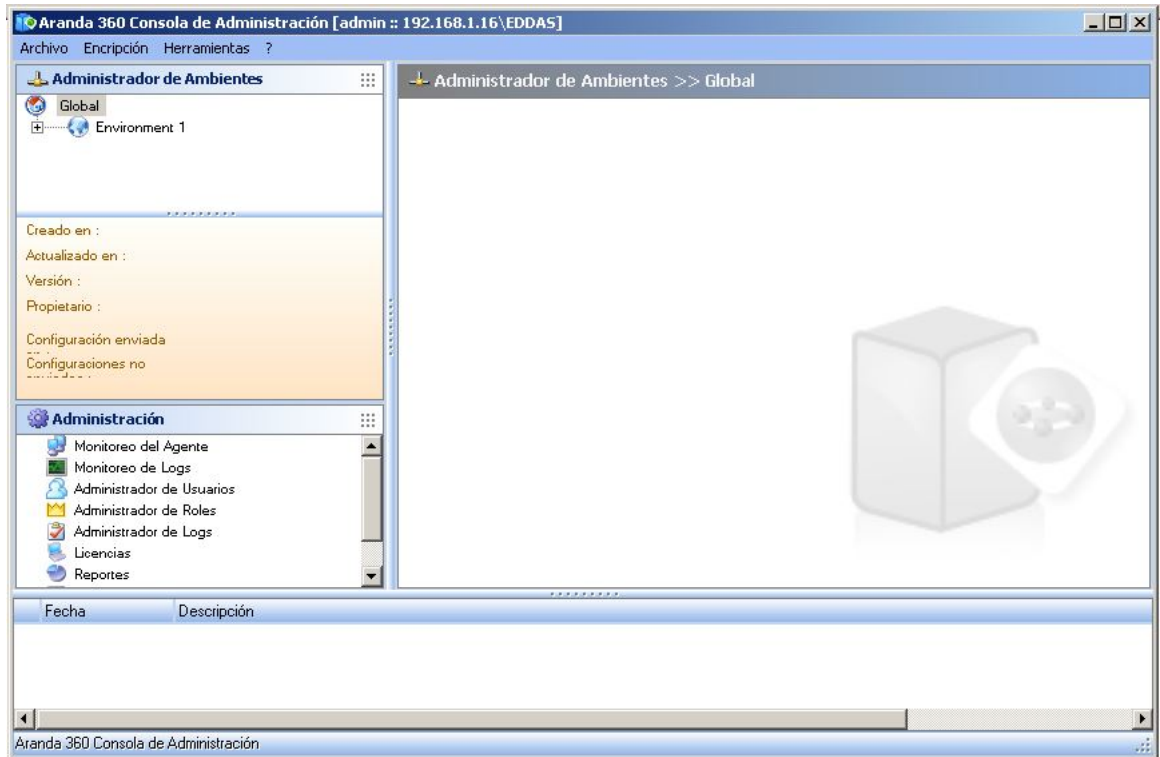 Aranda 360 Consola de Administración [admin :: 192.168.1.16\EDDAS]
Archivo Encripción Herramientas ?
Administrador de Ambientes
Administrador de Ambientes >> Global
Global
Environment 1
Creado en :
Actualizado en :
Versión :
Propietario :
Configuración enviada
Configuraciones no
Administración
Monitoreo del Agente
Monitoreo de Logs
Administrador de Usuarios
Administrador de Roles
Administrador de Logs
Licencias
Reportes
Fecha Descripción
Aranda 360 Consola de Administración